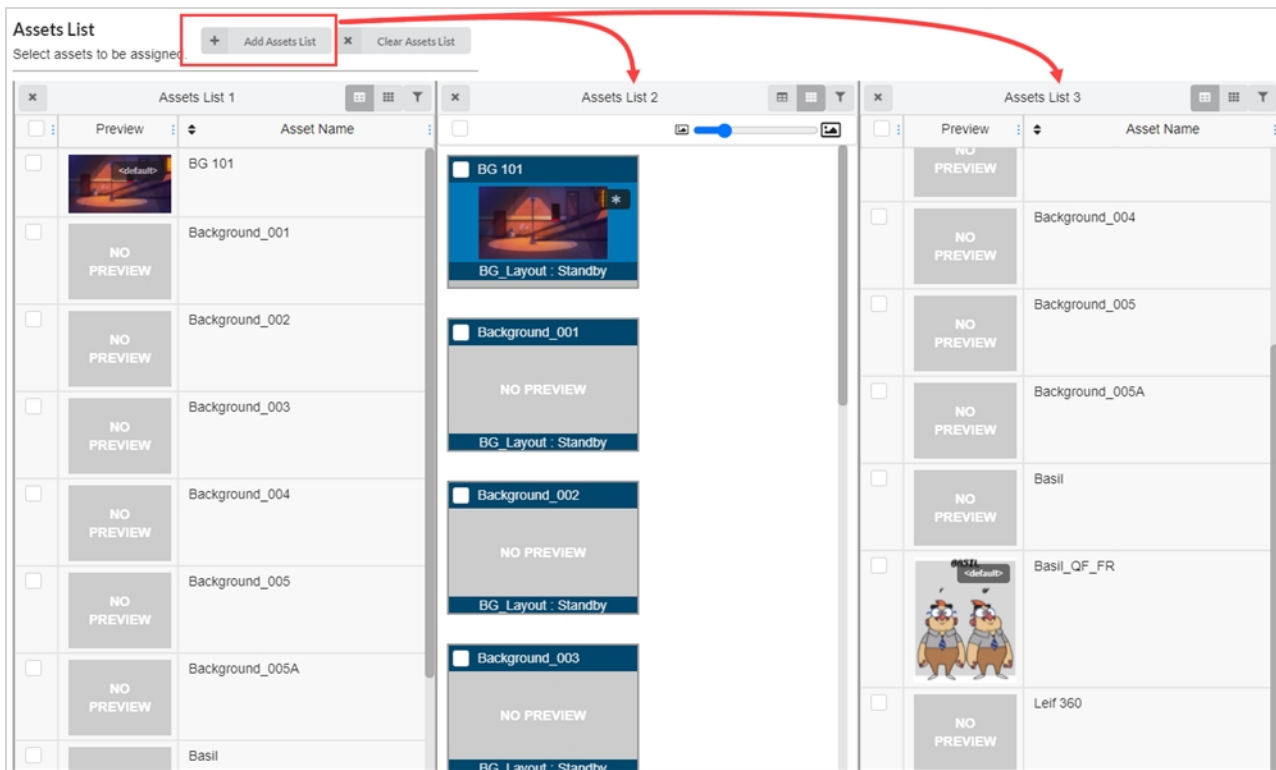 Assets List
Select assets to be assigned.
+ Add Assets List
× Clear Assets List
× Assets List 1
Preview Asset Name
<default>
BG 101
NO
PREVIEW
Background_001
NO
PREVIEW
Background_002
NO
PREVIEW
Background_003
NO
PREVIEW
Background_004
NO
PREVIEW
Background_005
NO
PREVIEW
Background_005A
Basil
× Assets List 2
BG 101
*
BG_Layout : Standby
Background_001
NO PREVIEW
BG_Layout : Standby
Background_002
NO PREVIEW
BG_Layout : Standby
Background_003
NO PREVIEW
BG_Layout : Standby
× Assets List 3
Preview Asset Name
NO
PREVIEW
Background_004
NO
PREVIEW
Background_005
NO
PREVIEW
Background_005A
NO
PREVIEW
Basil
NO
PREVIEW
Basil_QF_FR
BASIL
<default>
Leif 360
NO
PREVIEW